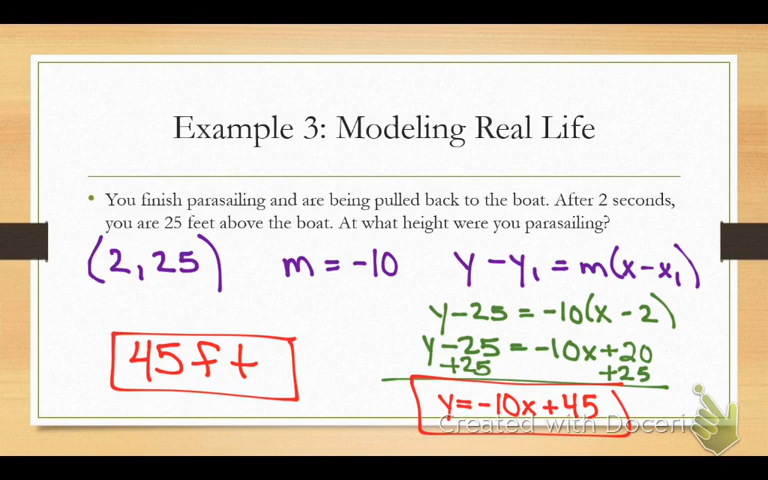 Example 3: Modeling Real Life
• You finish parasailing and are being pulled back to the boat. After 2 seconds,
you are 25 feet above the boat. At what height were you parasailing?
(2, 25) m = -10 y - y₁ = m(x - x₁)
y - 25 = -10(x - 2)
y - 25 = -10x + 20
+25 +25
y = -10x + 45
45 ft
Created with Doceri